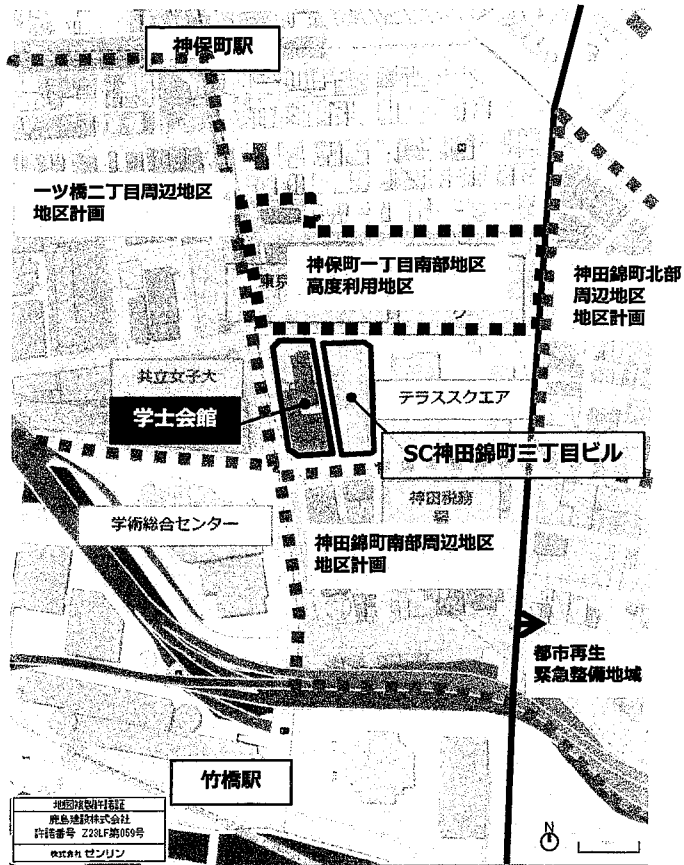 神保町駅
一ツ橋二丁目周辺地区
地区計画
神保町一丁目南部地区
高度利用地区
東京
神田錦町北部
周辺地区
地区計画
共立女子大
学士会館
テラススクエア
SC神田錦町三丁目ビル
神田税務
署
学術総合センター
神田錦町南部周辺地区
地区計画
都市再生
緊急整備地域
竹橋駅
地図複製許諾証
鹿島建設株式会社
許諾番号 Z23LF第059号
株式会社 ゼンリン
N